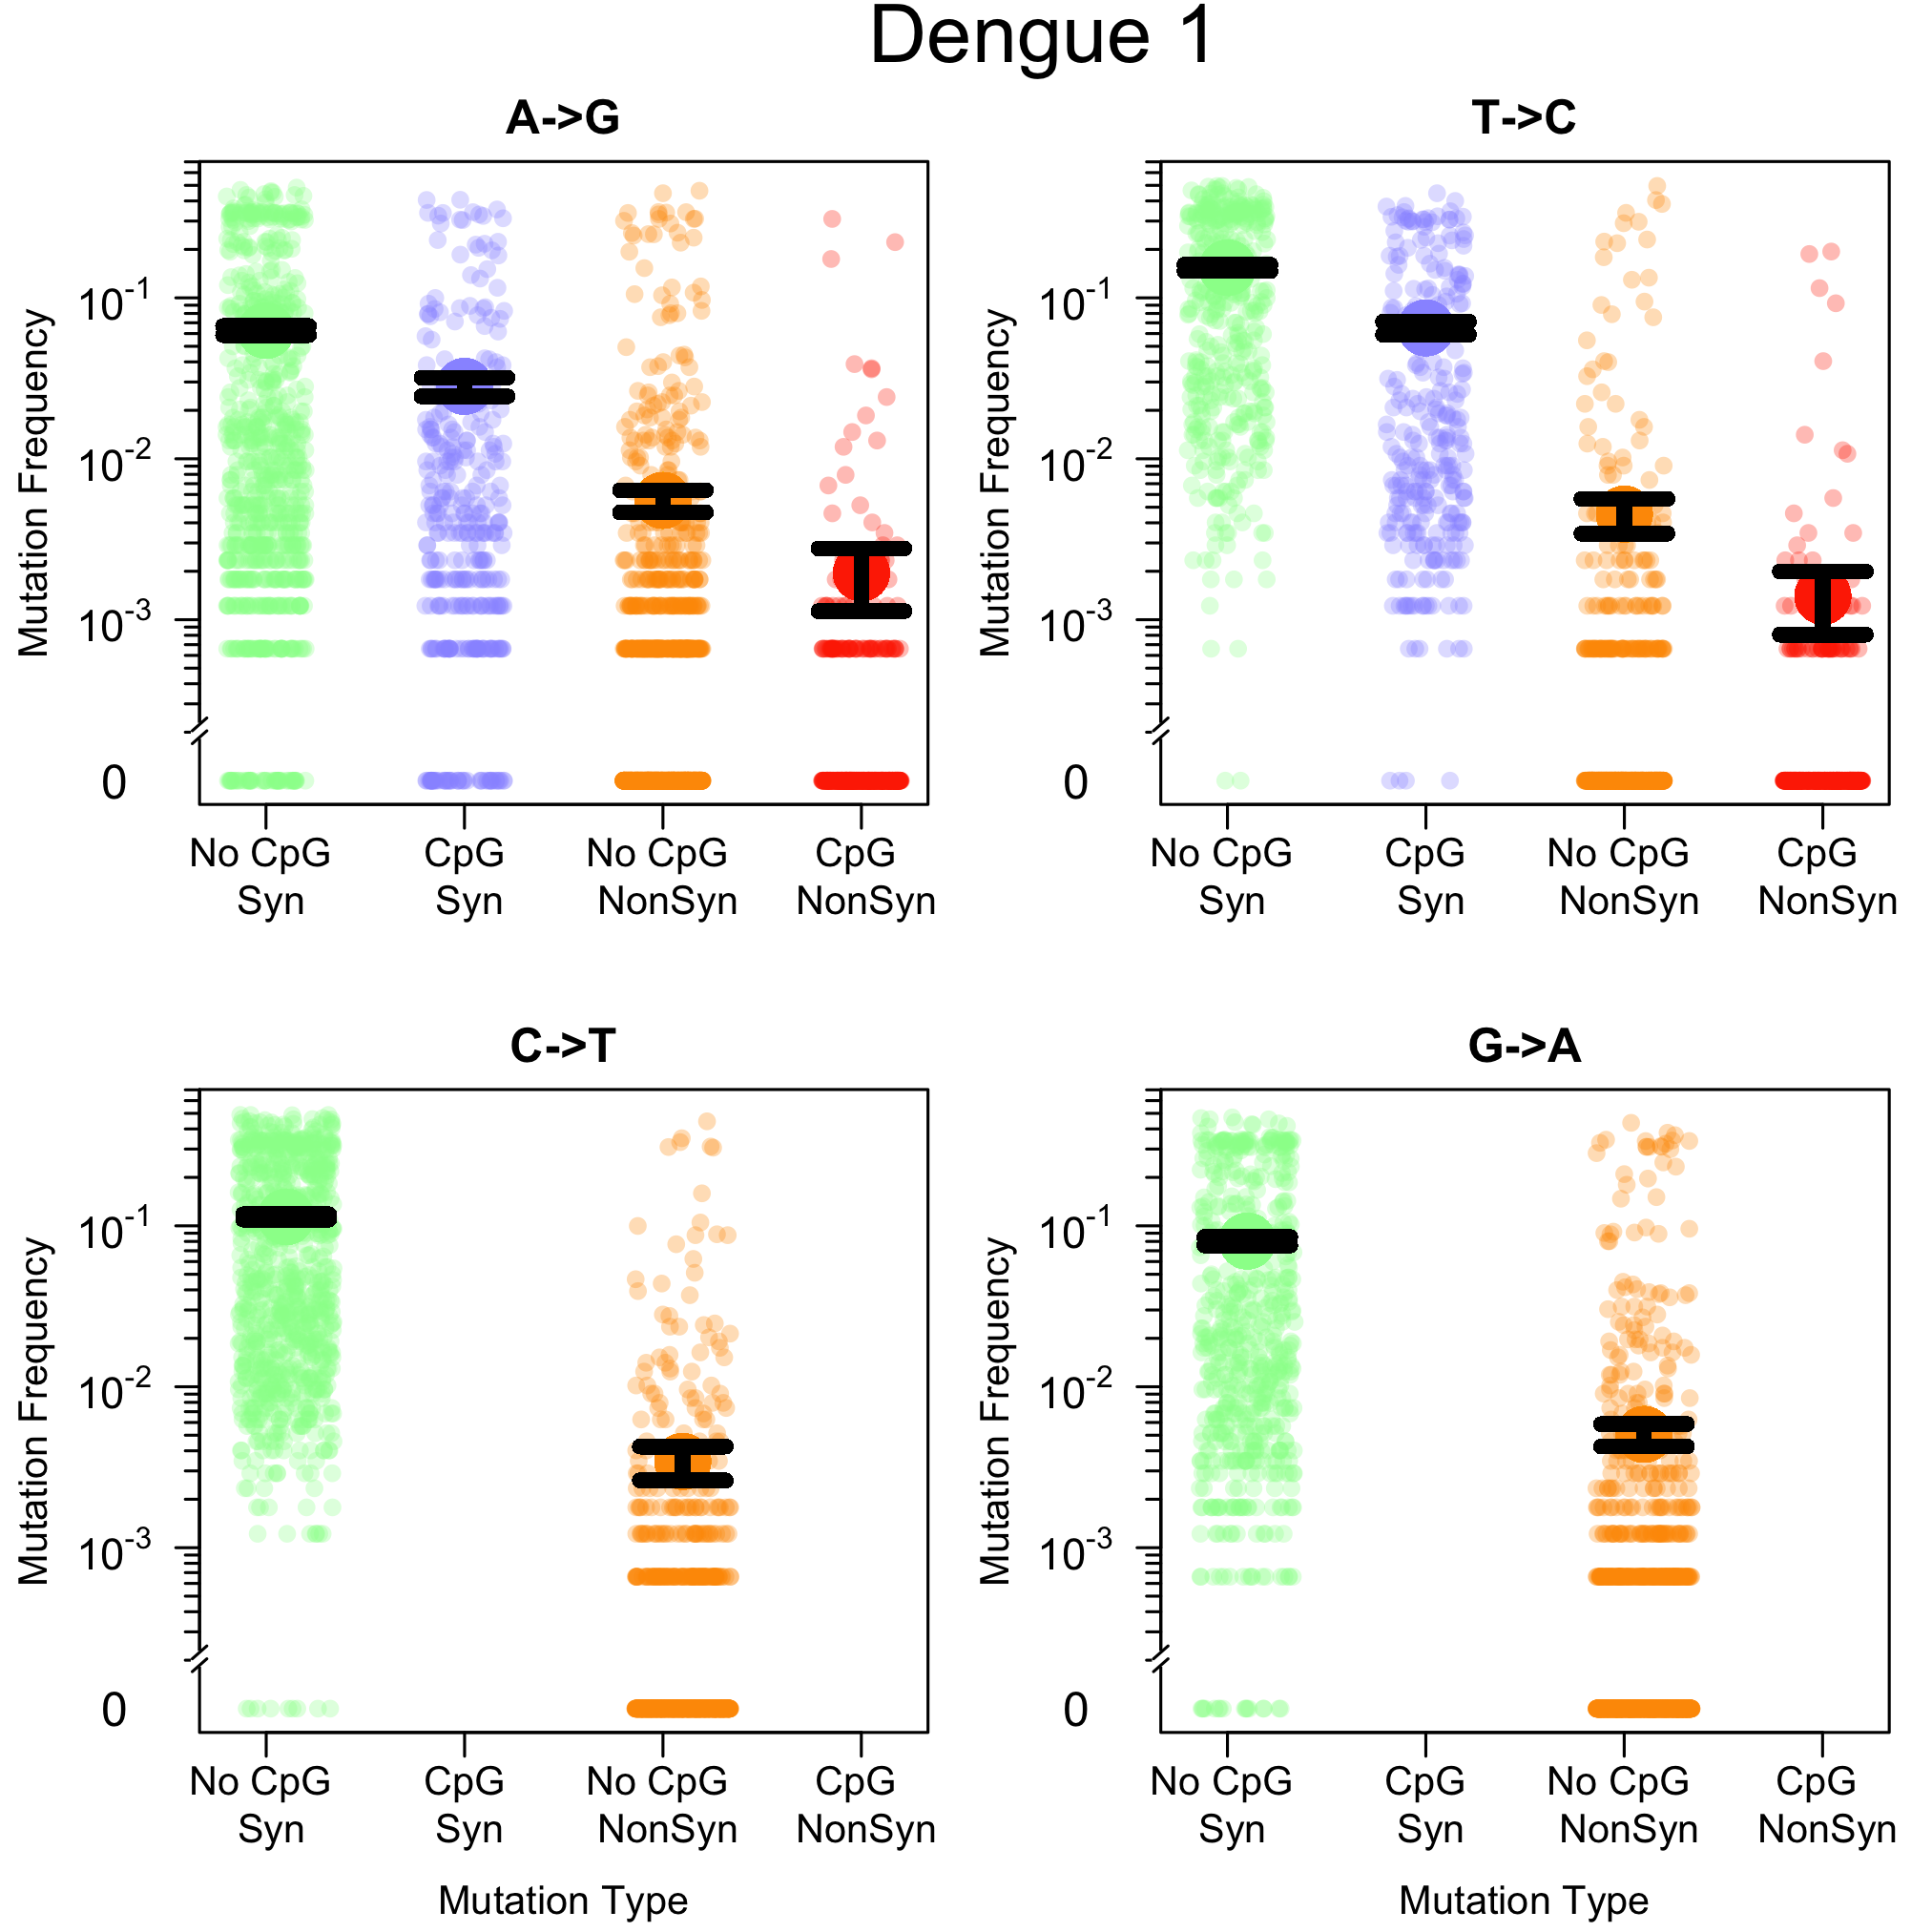 Dengue 1
A->G
Mutation Frequency
10-1
10-2
10-3
0
No CpG CpG No CpG CpG
Syn Syn NonSyn NonSyn
T->C
Mutation Frequency
10-1
10-2
10-3
0
No CpG CpG No CpG CpG
Syn Syn NonSyn NonSyn
C->T
Mutation Frequency
10-1
10-2
10-3
0
No CpG CpG No CpG CpG
Syn Syn NonSyn NonSyn
Mutation Type
G->A
Mutation Frequency
10-1
10-2
10-3
0
No CpG CpG No CpG CpG
Syn Syn NonSyn NonSyn
Mutation Type